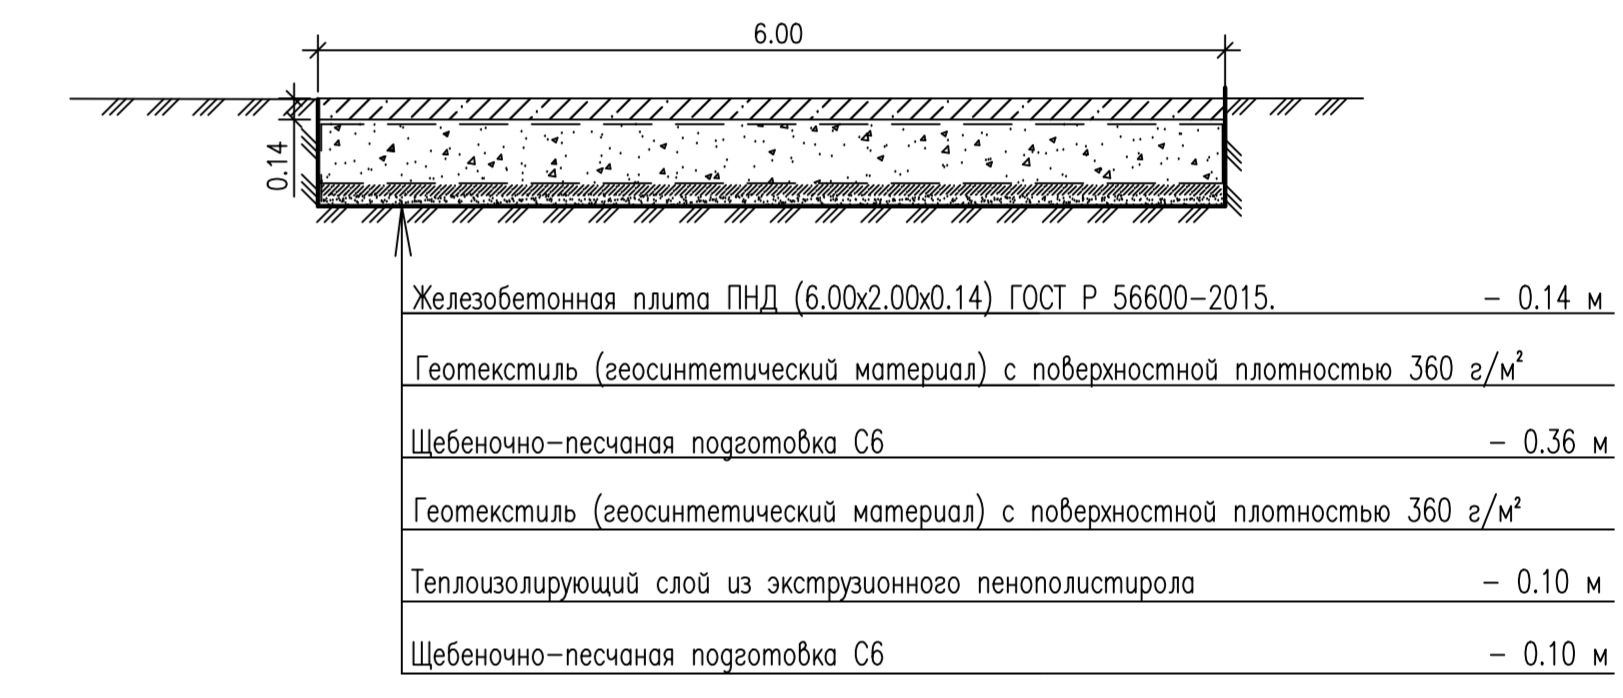 6.00
0.14
Железобетонная плита ПНД (6.00х2.00х0.14) ГОСТ Р 56600-2015. - 0.14 м
Геотекстиль (геосинтетический материал) с поверхностной плотностью 360 г/м²
Щебеночно-песчаная подготовка С6 - 0.36 м
Геотекстиль (геосинтетический материал) с поверхностной плотностью 360 г/м²
Теплоизолирующий слой из экструзионного пенополистирола - 0.10 м
Щебеночно-песчаная подготовка С6 - 0.10 м